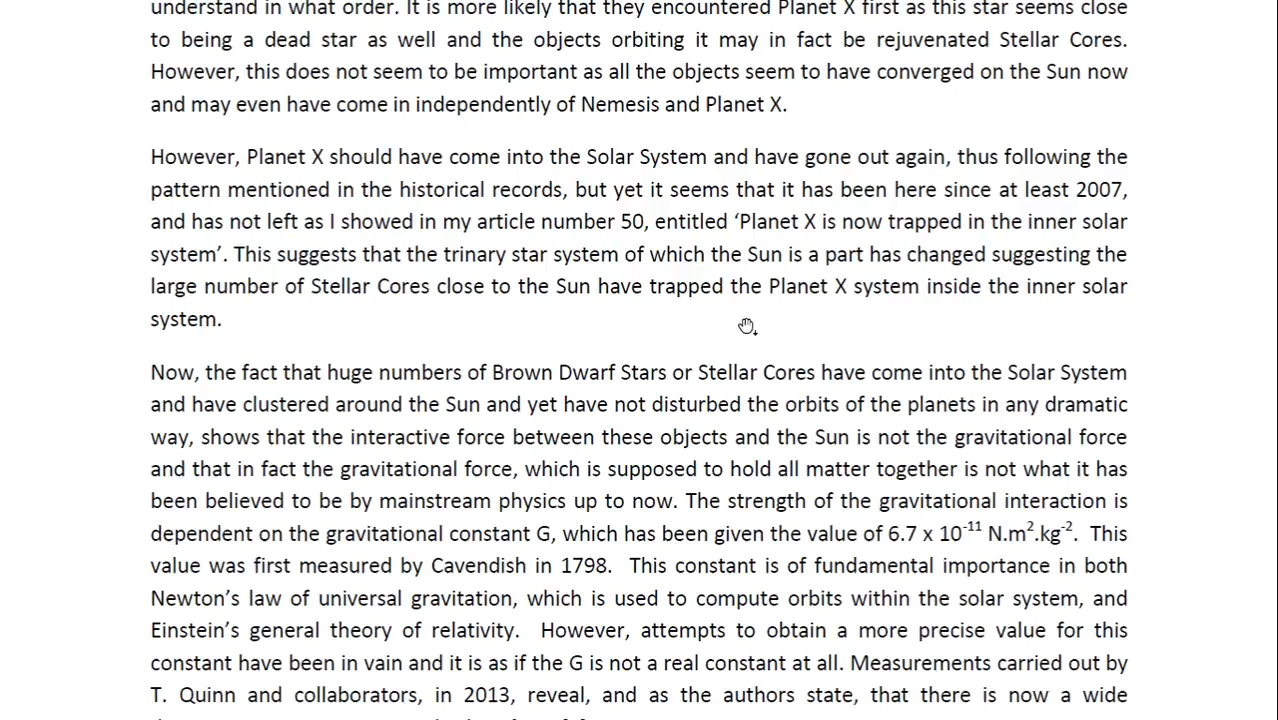 understand in what order. It is more likely that they encountered Planet X first as this star seems close
to being a dead star as well and the objects orbiting it may in fact be rejuvenated Stellar Cores.
However, this does not seem to be important as all the objects seem to have converged on the Sun now
and may even have come in independently of Nemesis and Planet X.
However, Planet X should have come into the Solar System and have gone out again, thus following the
pattern mentioned in the historical records, but yet it seems that it has been here since at least 2007,
and has not left as I showed in my article number 50, entitled ‘Planet X is now trapped in the inner solar
system’. This suggests that the trinary star system of which the Sun is a part has changed suggesting the
large number of Stellar Cores close to the Sun have trapped the Planet X system inside the inner solar
system.
Now, the fact that huge numbers of Brown Dwarf Stars or Stellar Cores have come into the Solar System
and have clustered around the Sun and yet have not disturbed the orbits of the planets in any dramatic
way, shows that the interactive force between these objects and the Sun is not the gravitational force
and that in fact the gravitational force, which is supposed to hold all matter together is not what it has
been believed to be by mainstream physics up to now. The strength of the gravitational interaction is
dependent on the gravitational constant G, which has been given the value of 6.7 x 10⁻¹¹ N.m².kg⁻². This
value was first measured by Cavendish in 1798. This constant is of fundamental importance in both
Newton’s law of universal gravitation, which is used to compute orbits within the solar system, and
Einstein’s general theory of relativity. However, attempts to obtain a more precise value for this
constant have been in vain and it is as if the G is not a real constant at all. Measurements carried out by
T. Quinn and collaborators, in 2013, reveal, and as the authors state, that there is now a wide